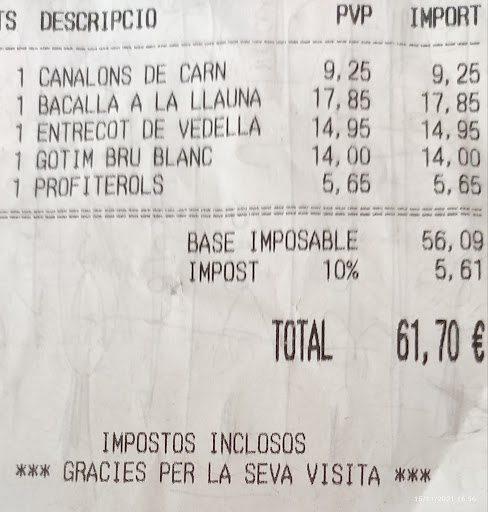 TS DESCRIPCIO PVP IMPORT
1 CANALONS DE CARN 9,25 9,25
1 BACALLA A LA LLAUNA 17,85 17,85
1 ENTRECOT DE VEDELLA 14,95 14,95
1 GOTIM BRU BLANC 14,00 14,00
1 PROFITEROLS 5,65 5,65
BASE IMPOSABLE 56,09
IMPOST 10% 5,61
TOTAL 61,70 €
IMPOSTOS INCLOSOS
*** GRACIES PER LA SEVA VISITA ***